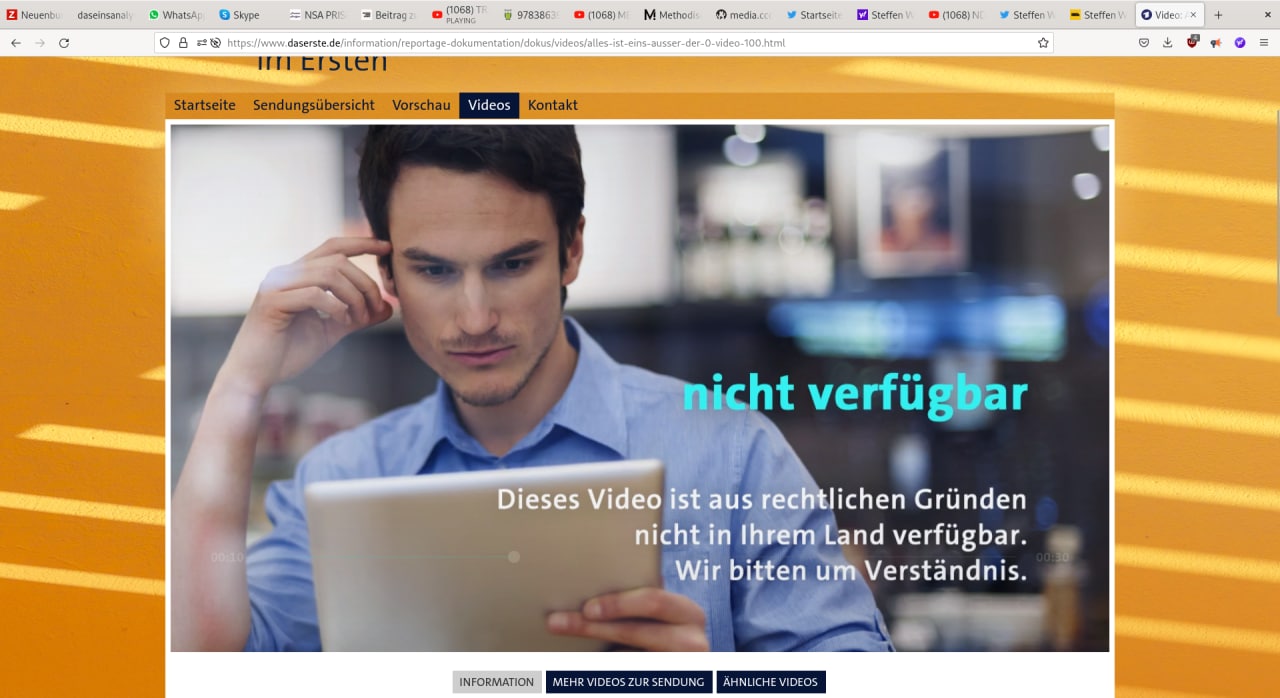 Neuenbu
daseinsanaly
WhatsAp
Skype
NSA PRIS
Beitrag z
(1068) TR
PLAYING
9783863
(1068) M
Methodis
media.cc
Startseite
Steffen W
(1068) N
Steffen W
Steffen W
Video: A
https://www.daserste.de/information/reportage-dokumentation/dokus/videos/alles-ist-eins-ausser-der-0-video-100.html
im Ersten
Startseite
Sendungsübersicht
Vorschau
Videos
Kontakt
nicht verfügbar
Dieses Video ist aus rechtlichen Gründen
nicht in Ihrem Land verfügbar.
Wir bitten um Verständnis.
00:10
00:30
INFORMATION
MEHR VIDEOS ZUR SENDUNG
ÄHNLICHE VIDEOS